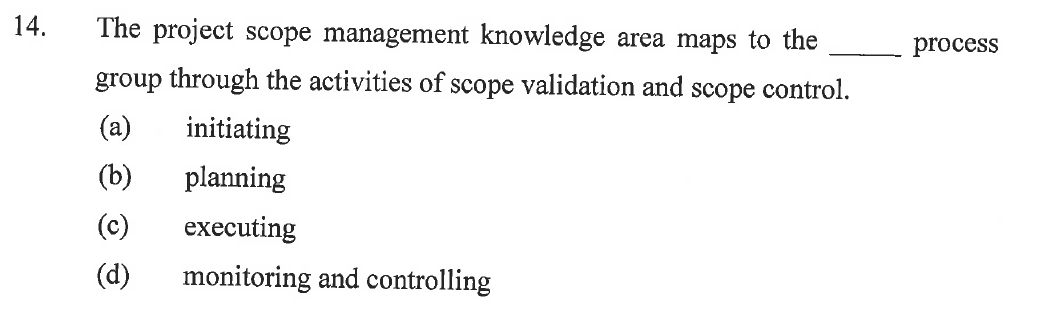 14. The project scope management knowledge area maps to the _____ process
group through the activities of scope validation and scope control.
(a) initiating
(b) planning
(c) executing
(d) monitoring and controlling